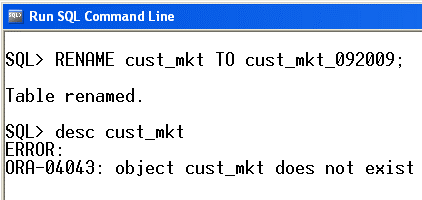 SQL>
Run SQL Command Line
SQL> RENAME cust_mkt TO cust_mkt_092009;
Table renamed.
SQL> desc cust_mkt
ERROR:
ORA-04043: object cust_mkt does not exist